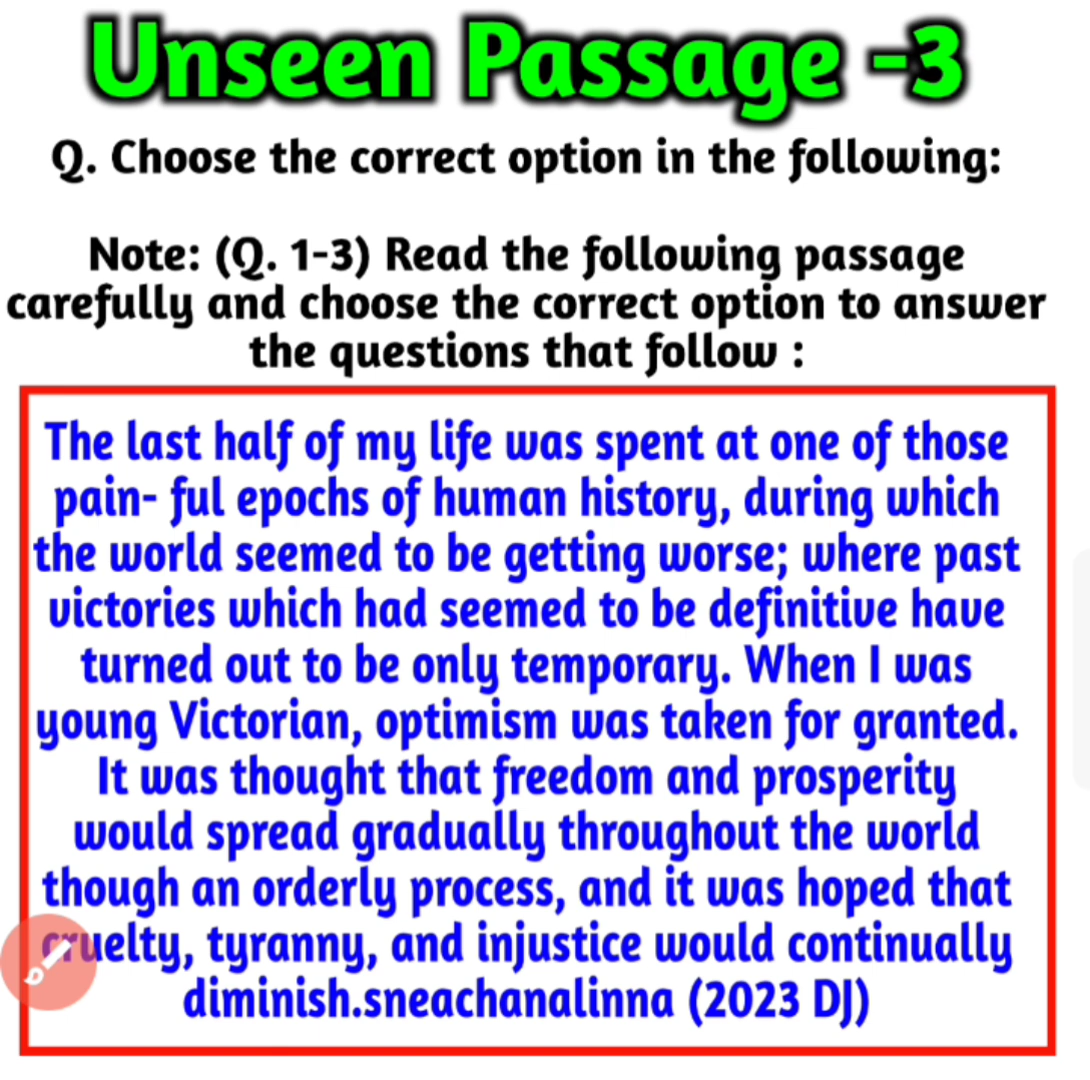 Unseen Passage -3
Q. Choose the correct option in the following:
Note: (Q. 1-3) Read the following passage
carefully and choose the correct option to answer
the questions that follow :
The last half of my life was spent at one of those
pain- ful epochs of human history, during which
the world seemed to be getting worse; where past
victories which had seemed to be definitive have
turned out to be only temporary. When I was
young Victorian, optimism was taken for granted.
It was thought that freedom and prosperity
would spread gradually throughout the world
though an orderly process, and it was hoped that
cruelty, tyranny, and injustice would continually
diminish.sneachanalinna (2023 DJ)